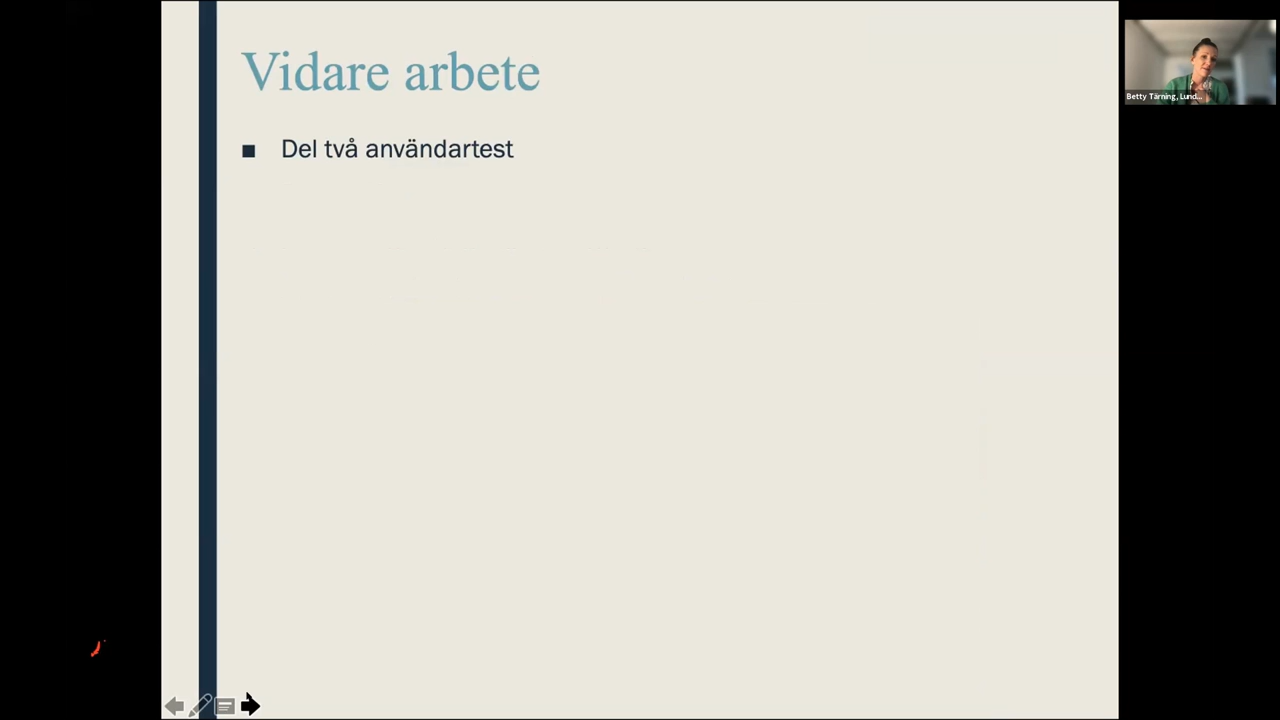 Vidare arbete
■ Del två användartest
Betty Tärning, Lund...